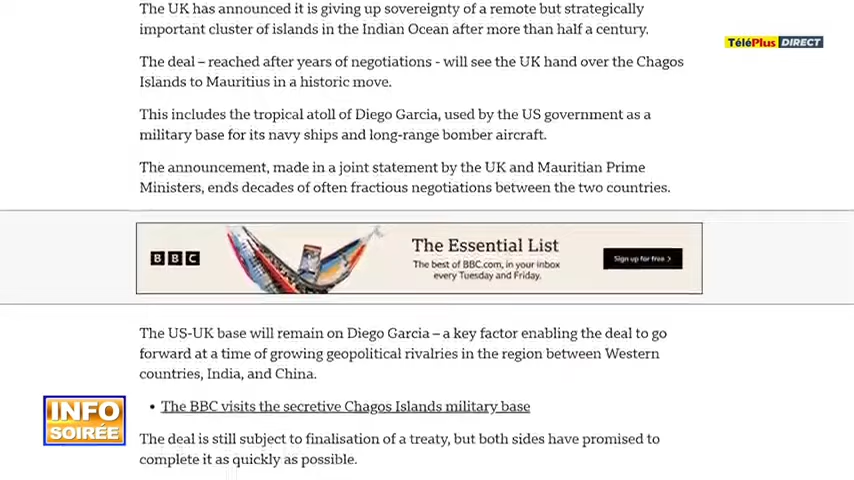 The UK has announced it is giving up sovereignty of a remote but strategically
important cluster of islands in the Indian Ocean after more than half a century.
TéléPlus DIRECT
The deal – reached after years of negotiations - will see the UK hand over the Chagos
Islands to Mauritius in a historic move.
This includes the tropical atoll of Diego Garcia, used by the US government as a
military base for its navy ships and long-range bomber aircraft.
The announcement, made in a joint statement by the UK and Mauritian Prime
Ministers, ends decades of often fractious negotiations between the two countries.
BBC
The Essential List
The best of BBC.com, in your inbox
every Tuesday and Friday.
Sign up for free >
The US-UK base will remain on Diego Garcia – a key factor enabling the deal to go
forward at a time of growing geopolitical rivalries in the region between Western
countries, India, and China.
• The BBC visits the secretive Chagos Islands military base
INFO
SOIRÉE
The deal is still subject to finalisation of a treaty, but both sides have promised to
complete it as quickly as possible.